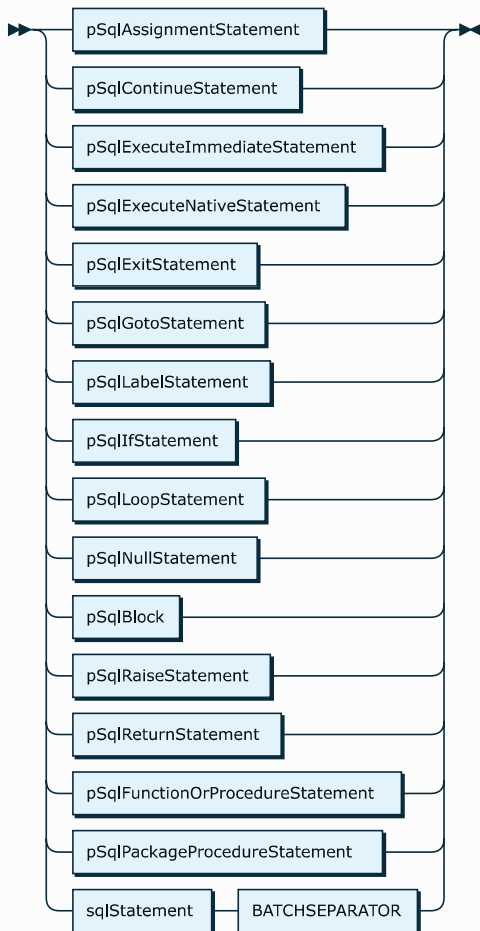 pSqlAssignmentStatement
pSqlContinueStatement
pSqlExecuteImmediateStatement
pSqlExecuteNativeStatement
pSqlExitStatement
pSqlGotoStatement
pSqlLabelStatement
pSqlIfStatement
pSqlLoopStatement
pSqlNullStatement
pSqlBlock
pSqlRaiseStatement
pSqlReturnStatement
pSqlFunctionOrProcedureStatement
pSqlPackageProcedureStatement
sqlStatement BATCHSEPARATOR